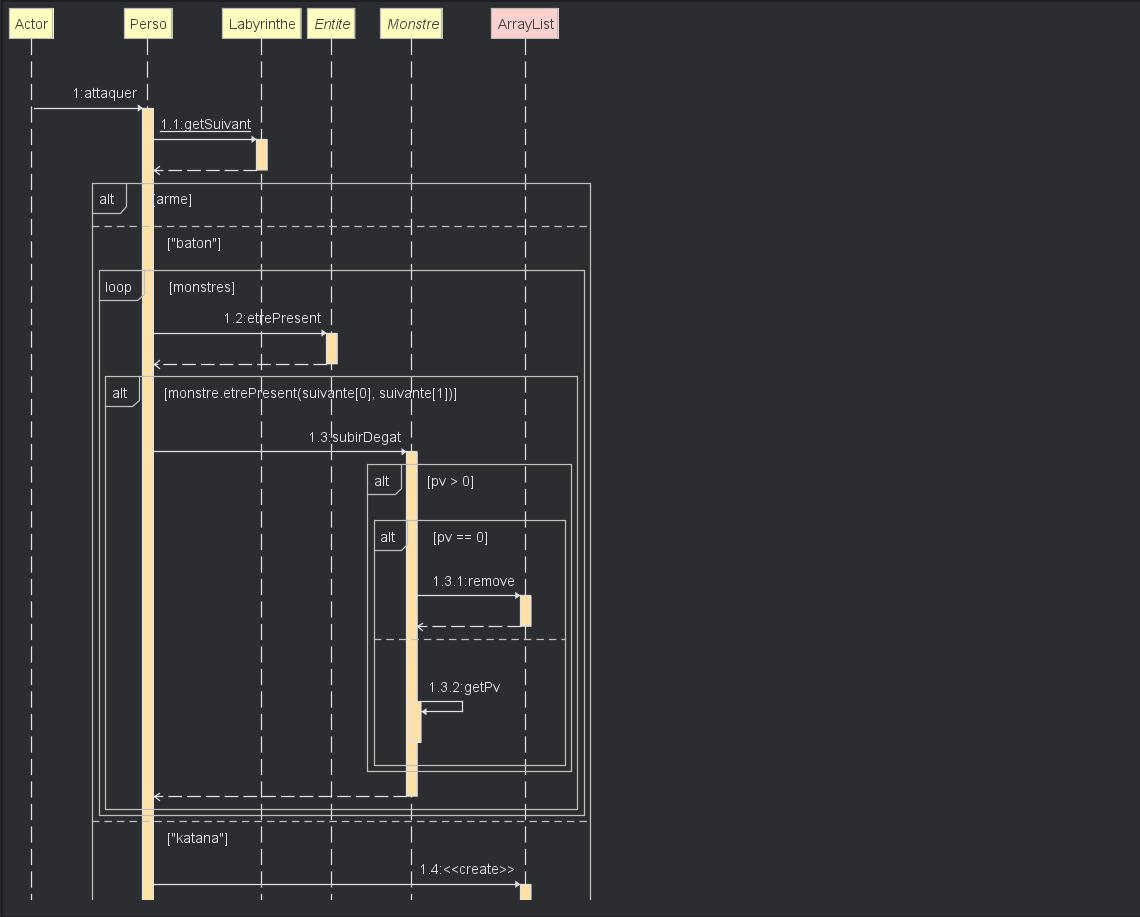 Actor
Perso
Labyrinthe
Entite
Monstre
ArrayList
1:attaquer
1.1:getSuivant
alt
[arme]
["baton"]
loop
[monstres]
1.2:etrePresent
alt
[monstre.etrePresent(suivante[0], suivante[1])]
1.3:subirDegat
alt
[pv > 0]
alt
[pv == 0]
1.3.1:remove
1.3.2:getPv
["katana"]
1.4:<<create>>